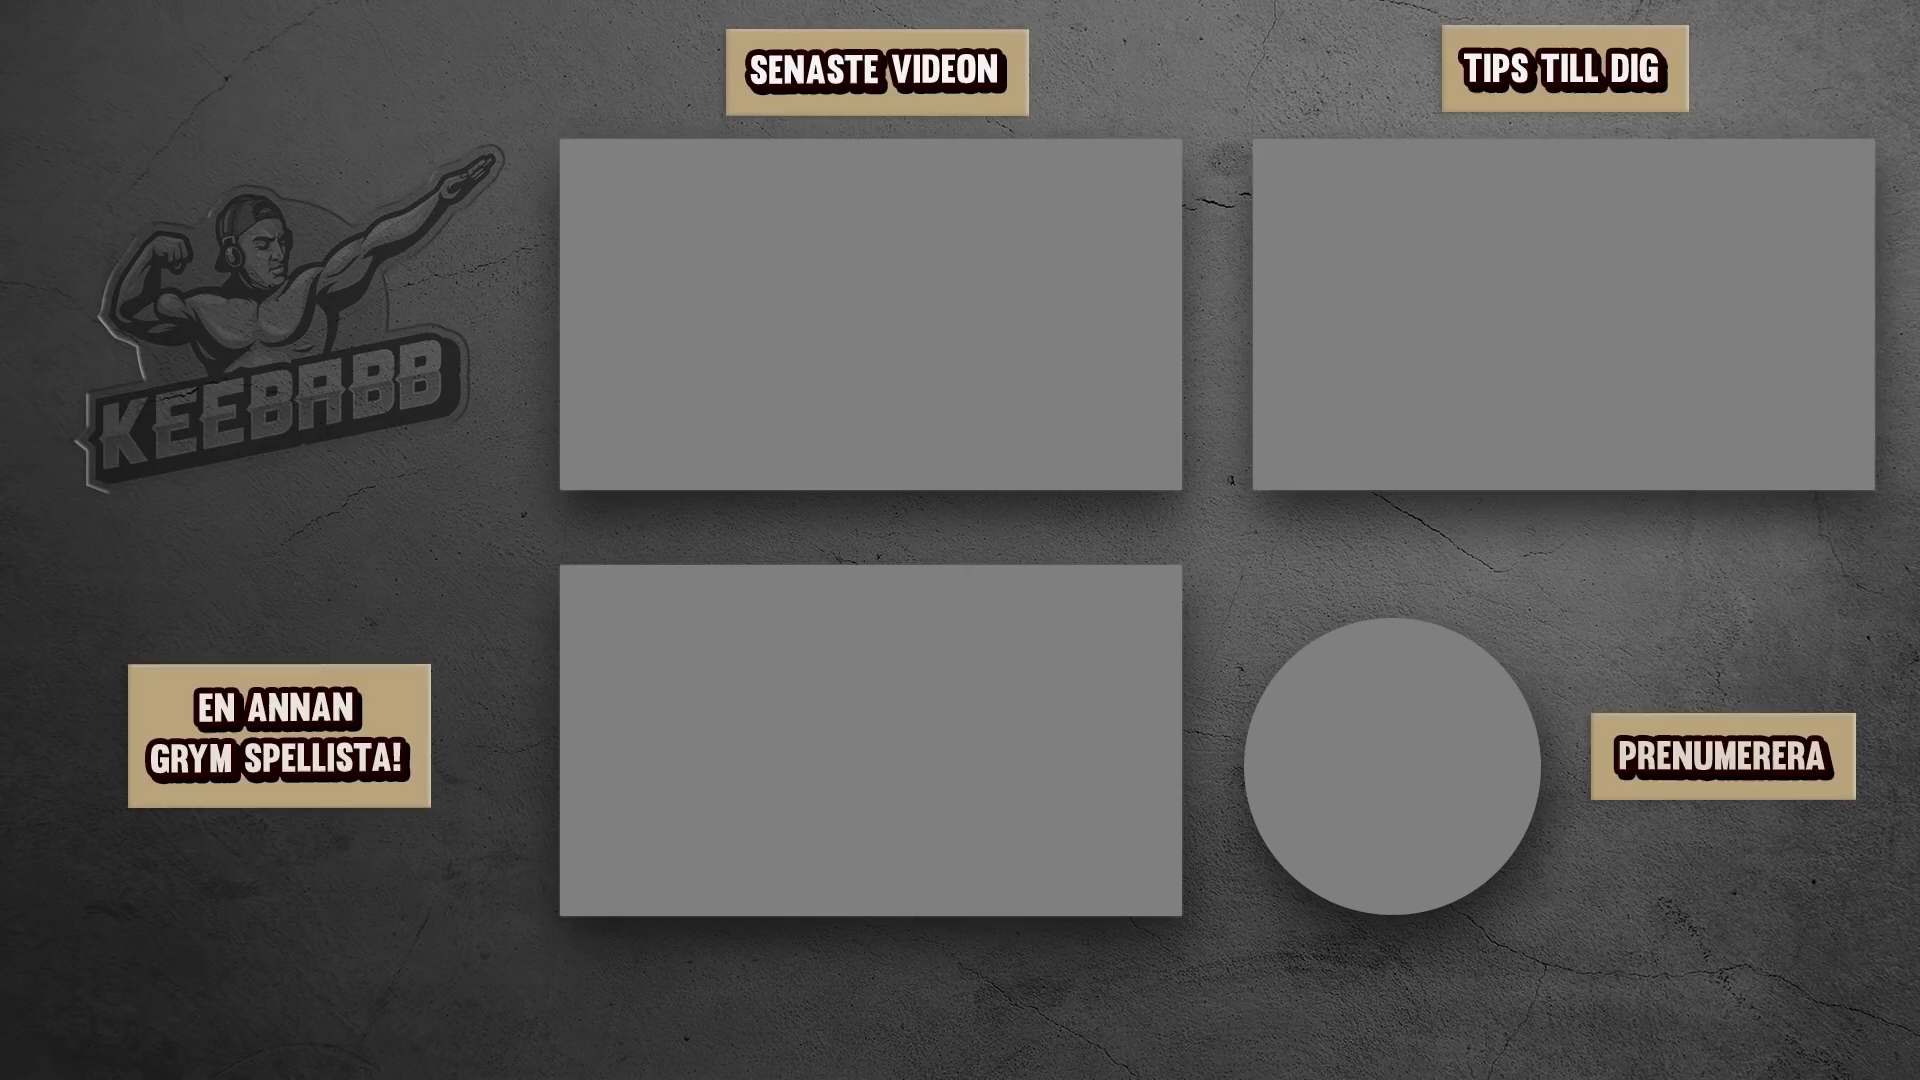 SENASTE VIDEON
TIPS TILL DIG
KEEBABB
EN ANNAN
GRYM SPELLISTA!
PRENUMERERA